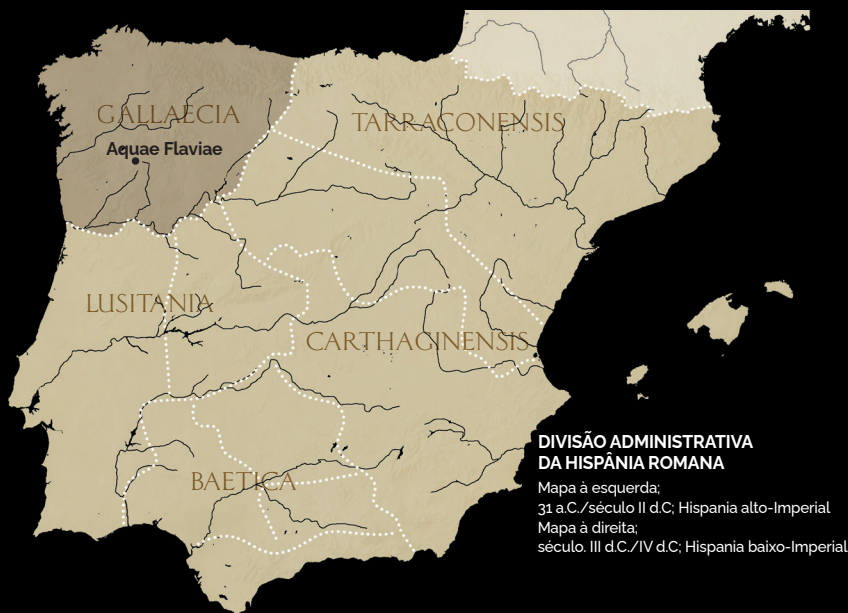 GALLAECIA
TARRACONENSIS
Aquae Flaviae
LUSITANIA
CARTHAGINENSIS
BAETICA
DIVISÃO ADMINISTRATIVA
DA HISPÂNIA ROMANA
Mapa à esquerda;
31 a.C./século II d.C; Hispania alto-Imperial
Mapa à direita;
século. III d.C./IV d.C; Hispania baixo-Imperial